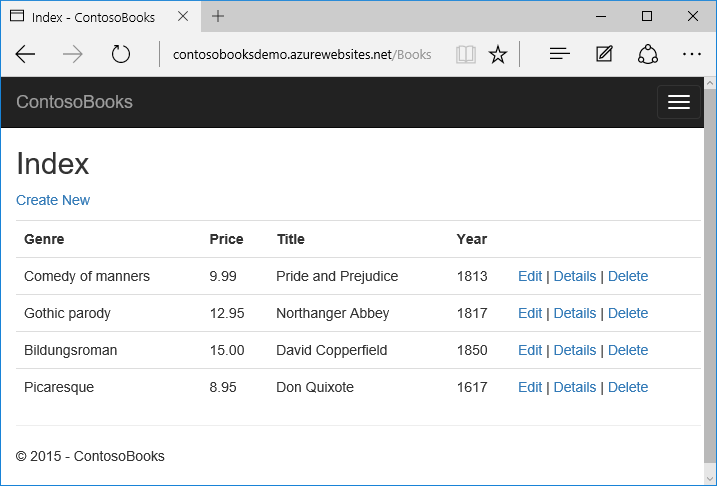 Index - ContosoBooks
contosobooksdemo.azurewebsites.net/Books
ContosoBooks
Index
Create New
Genre Price Title Year
Comedy of manners 9.99 Pride and Prejudice 1813 Edit | Details | Delete
Gothic parody 12.95 Northanger Abbey 1817 Edit | Details | Delete
Bildungsroman 15.00 David Copperfield 1850 Edit | Details | Delete
Picaresque 8.95 Don Quixote 1617 Edit | Details | Delete
© 2015 - ContosoBooks